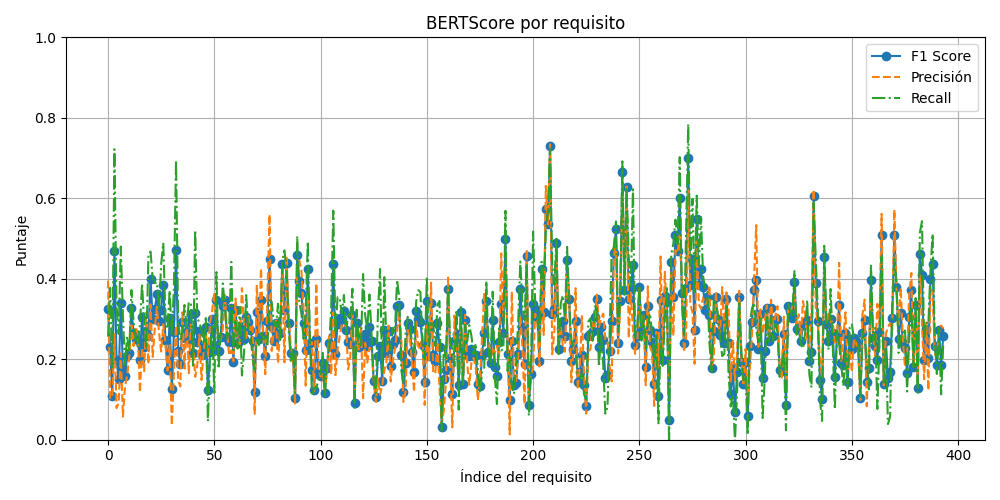 BERTScore por requisito
F1 Score
Precisión
Recall
Puntaje
1.0
0.8
0.6
0.4
0.2
0.0
0 50 100 150 200 250 300 350 400
Índice del requisito